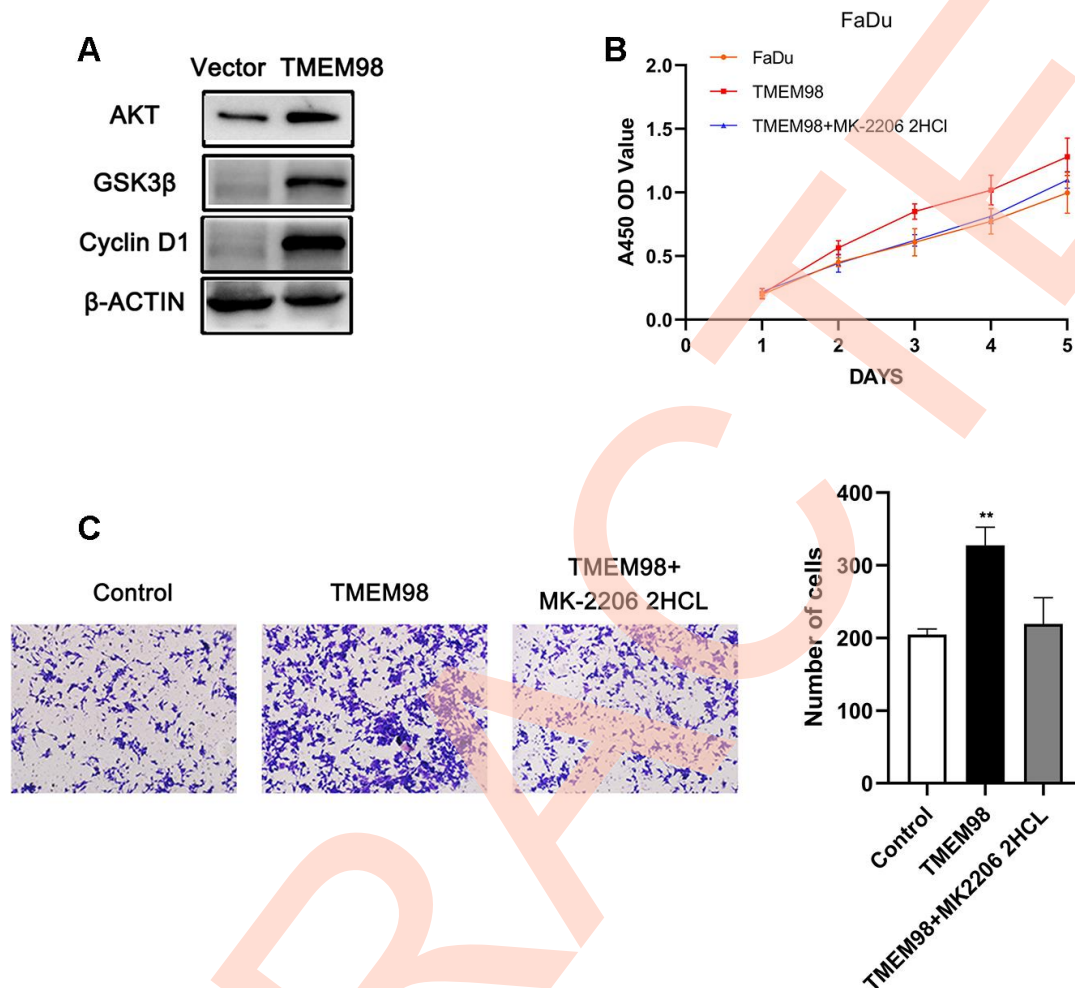 A
Vector TMEM98
AKT
GSK3β
Cyclin D1
β-ACTIN
B
FaDu
FaDu
TMEM98
TMEM98+MK-2206 2HCl
A450 OD Value
2.0
1.5
1.0
0.5
0.0
0 1 2 3 4 5
DAYS
C
Control
TMEM98
TMEM98+
MK-2206 2HCL
Number of cells
400
300
200
100
0
**
Control
TMEM98
TMEM98+MK2206 2HCL
RACTE